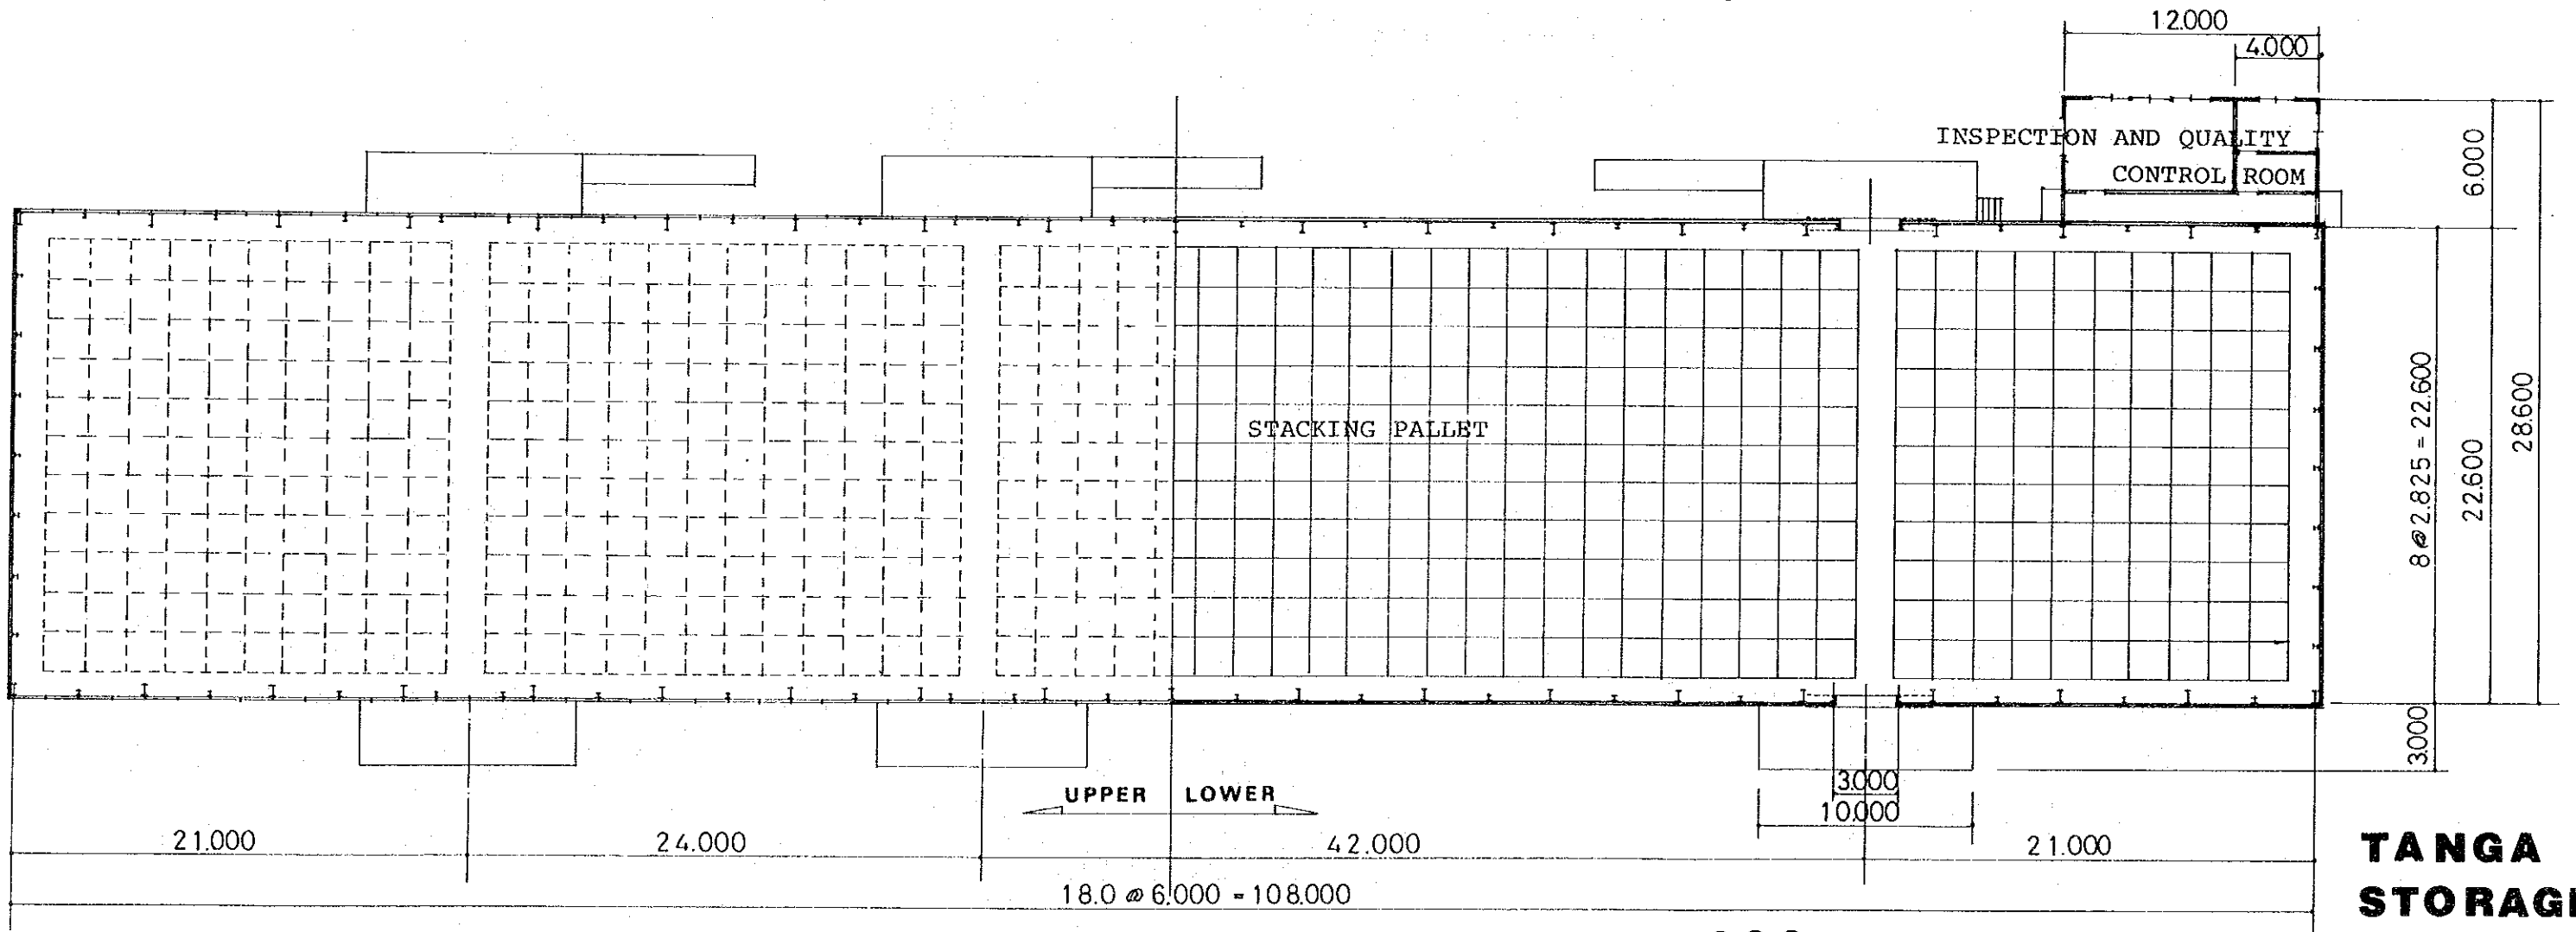 12.000
4.000
INSPECTION AND QUALITY
CONTROL ROOM
6.000
STACKING PALLET
8@2.825=22.600
22.600
28.600
3.000
UPPER LOWER
3.000
10.000
21.000 24.000 42.000 21.000
18.0 @ 6.000 = 108.000
TANGA
STORAGE